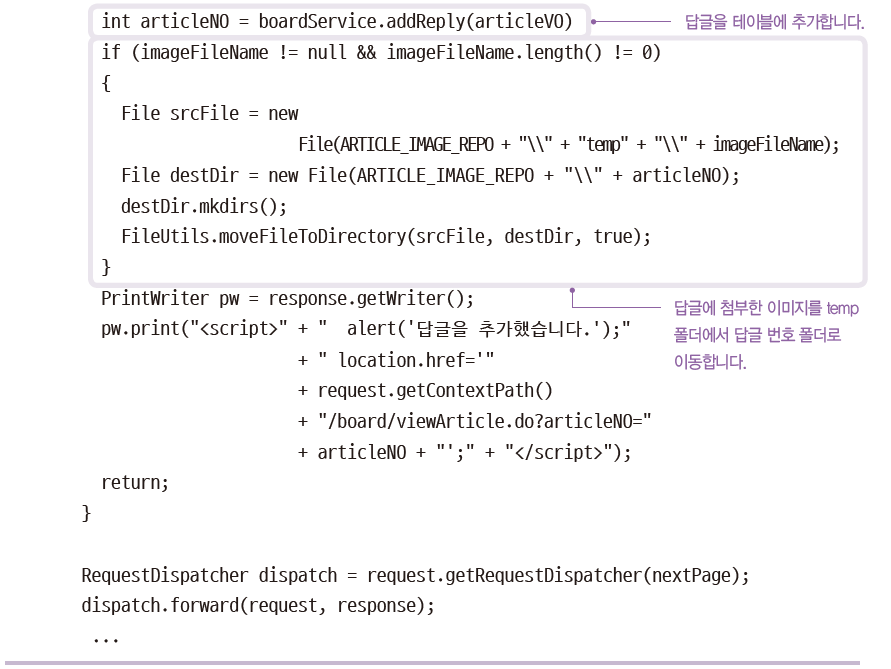 int articleNO = boardService.addReply(articleVO)
답글을 테이블에 추가합니다.
if (imageFileName != null && imageFileName.length() != 0)
{
File srcFile = new
File(ARTICLE_IMAGE_REPO + "\\" + "temp" + "\\" + imageFileName);
File destDir = new File(ARTICLE_IMAGE_REPO + "\\" + articleNO);
destDir.mkdirs();
FileUtils.moveFileToDirectory(srcFile, destDir, true);
}
답글에 첨부한 이미지를 temp
폴더에서 답글 번호 폴더로
이동합니다.
PrintWriter pw = response.getWriter();
pw.print("<script>" + "  alert('답글을 추가했습니다.');"
+ " location.href='"
+ request.getContextPath()
+ "/board/viewArticle.do?articleNO="
+ articleNO + "';" + "</script>");
return;
}
RequestDispatcher dispatch = request.getRequestDispatcher(nextPage);
dispatch.forward(request, response);
...